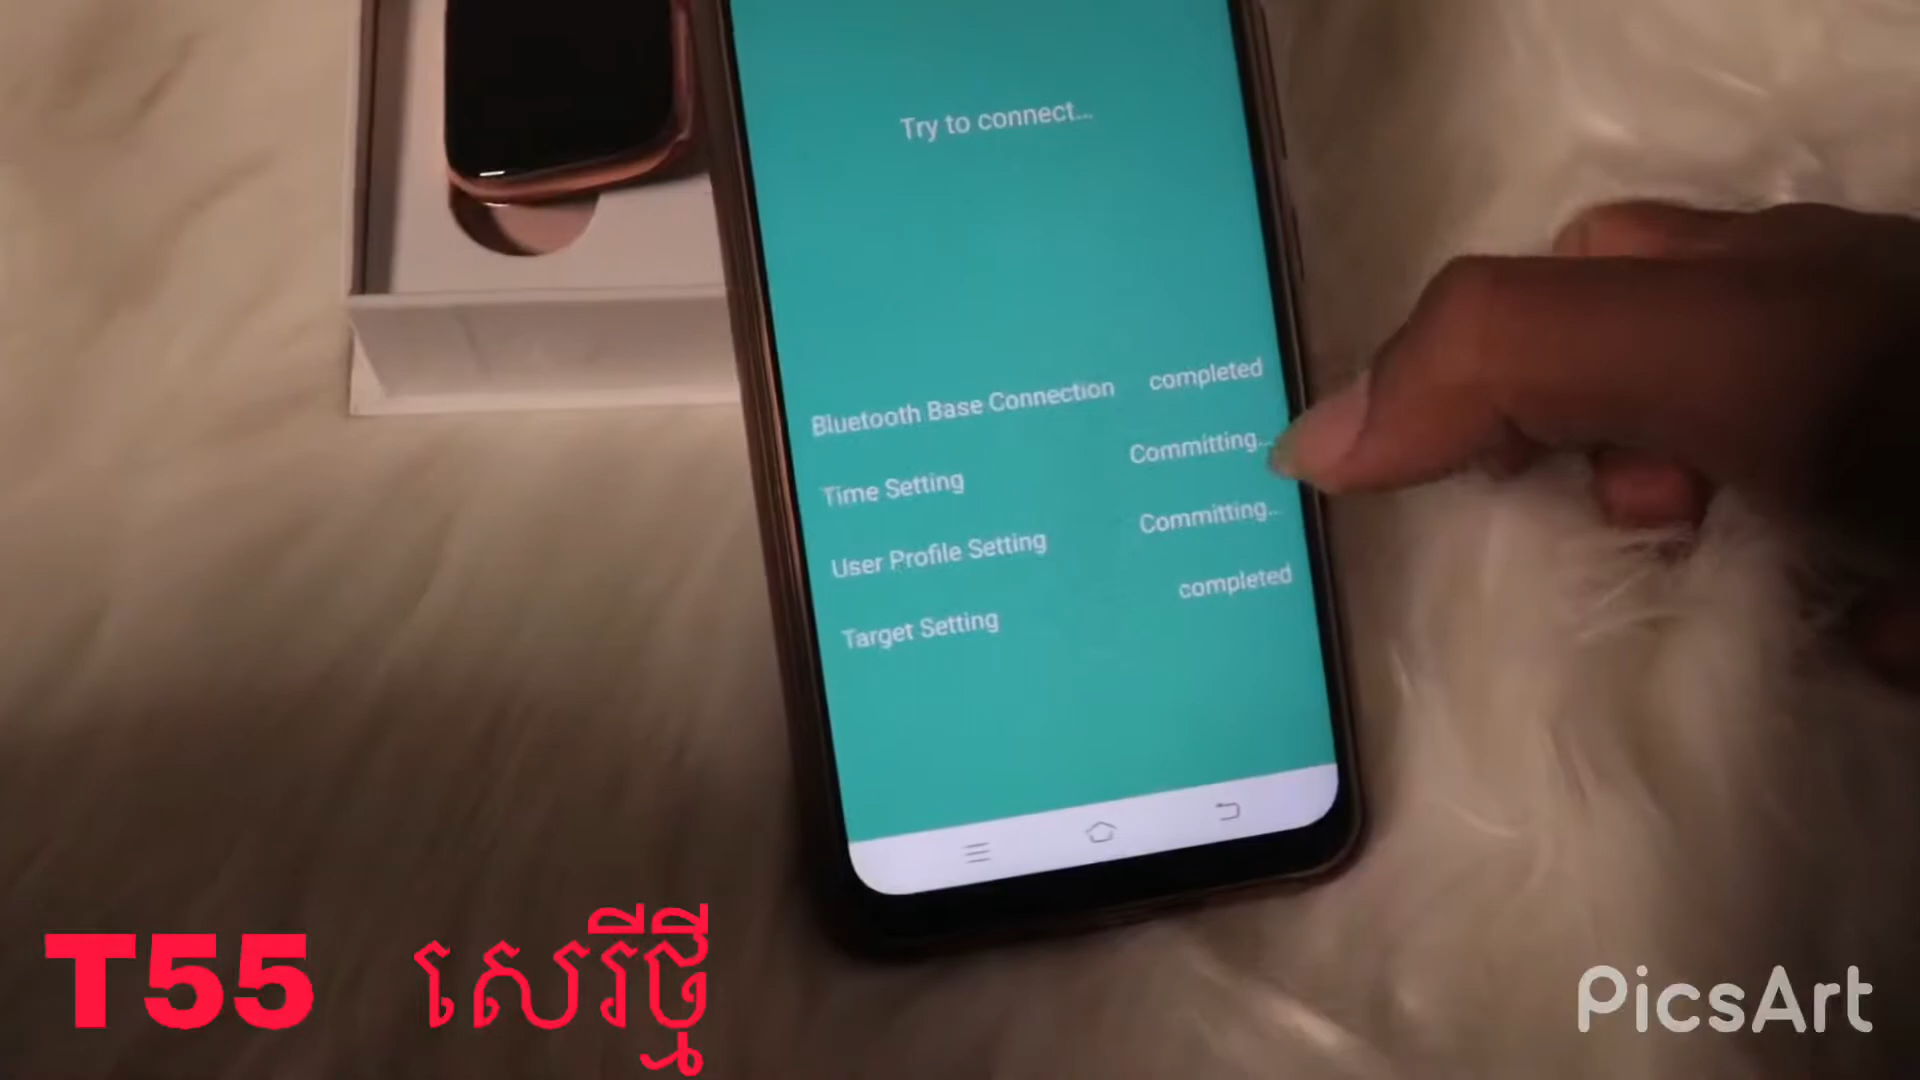 Try to connect...
Bluetooth Base Connection completed
Time Setting Committing...
User Profile Setting Committing...
Target Setting completed
T55 សេរីថ្មី
PicsArt